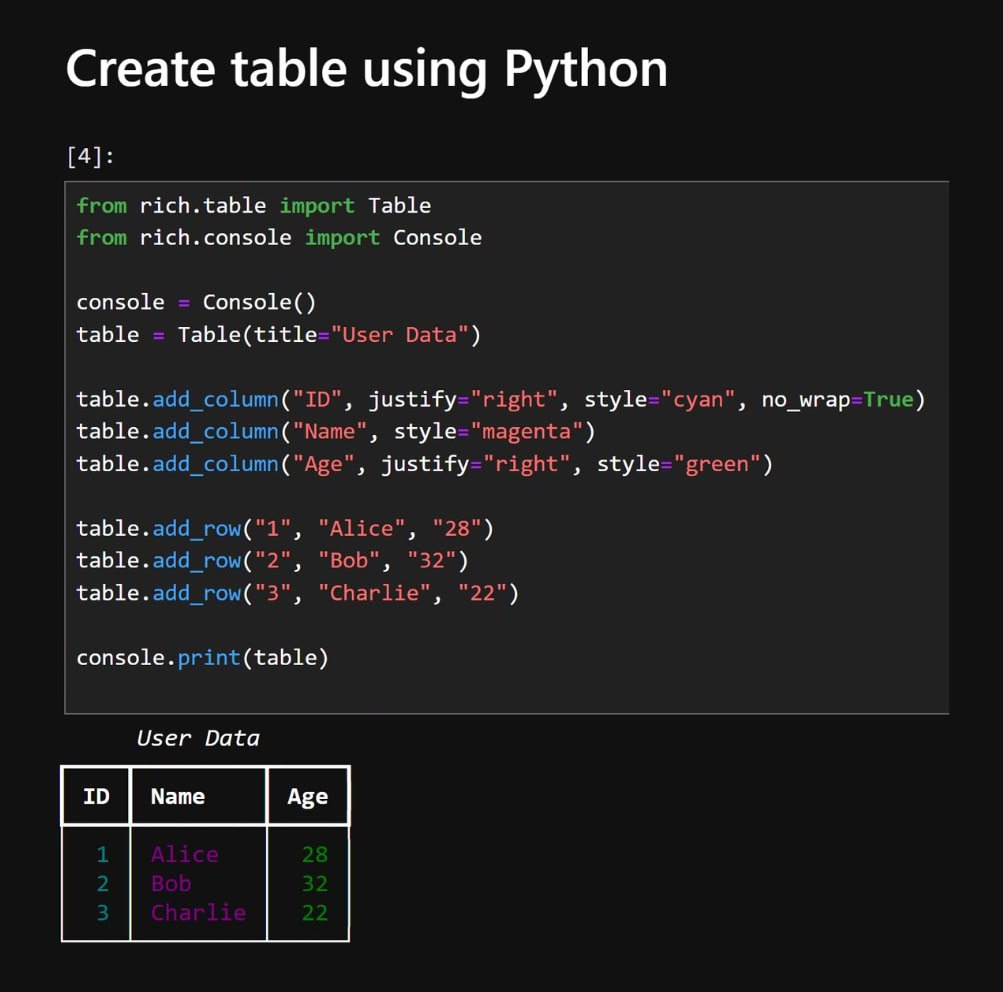 Create table using Python
[4]:
from rich.table import Table
from rich.console import Console
console = Console()
table = Table(title="User Data")
table.add_column("ID", justify="right", style="cyan", no_wrap=True)
table.add_column("Name", style="magenta")
table.add_column("Age", justify="right", style="green")
table.add_row("1", "Alice", "28")
table.add_row("2", "Bob", "32")
table.add_row("3", "Charlie", "22")
console.print(table)
User Data
ID Name Age
1 Alice 28
2 Bob 32
3 Charlie 22